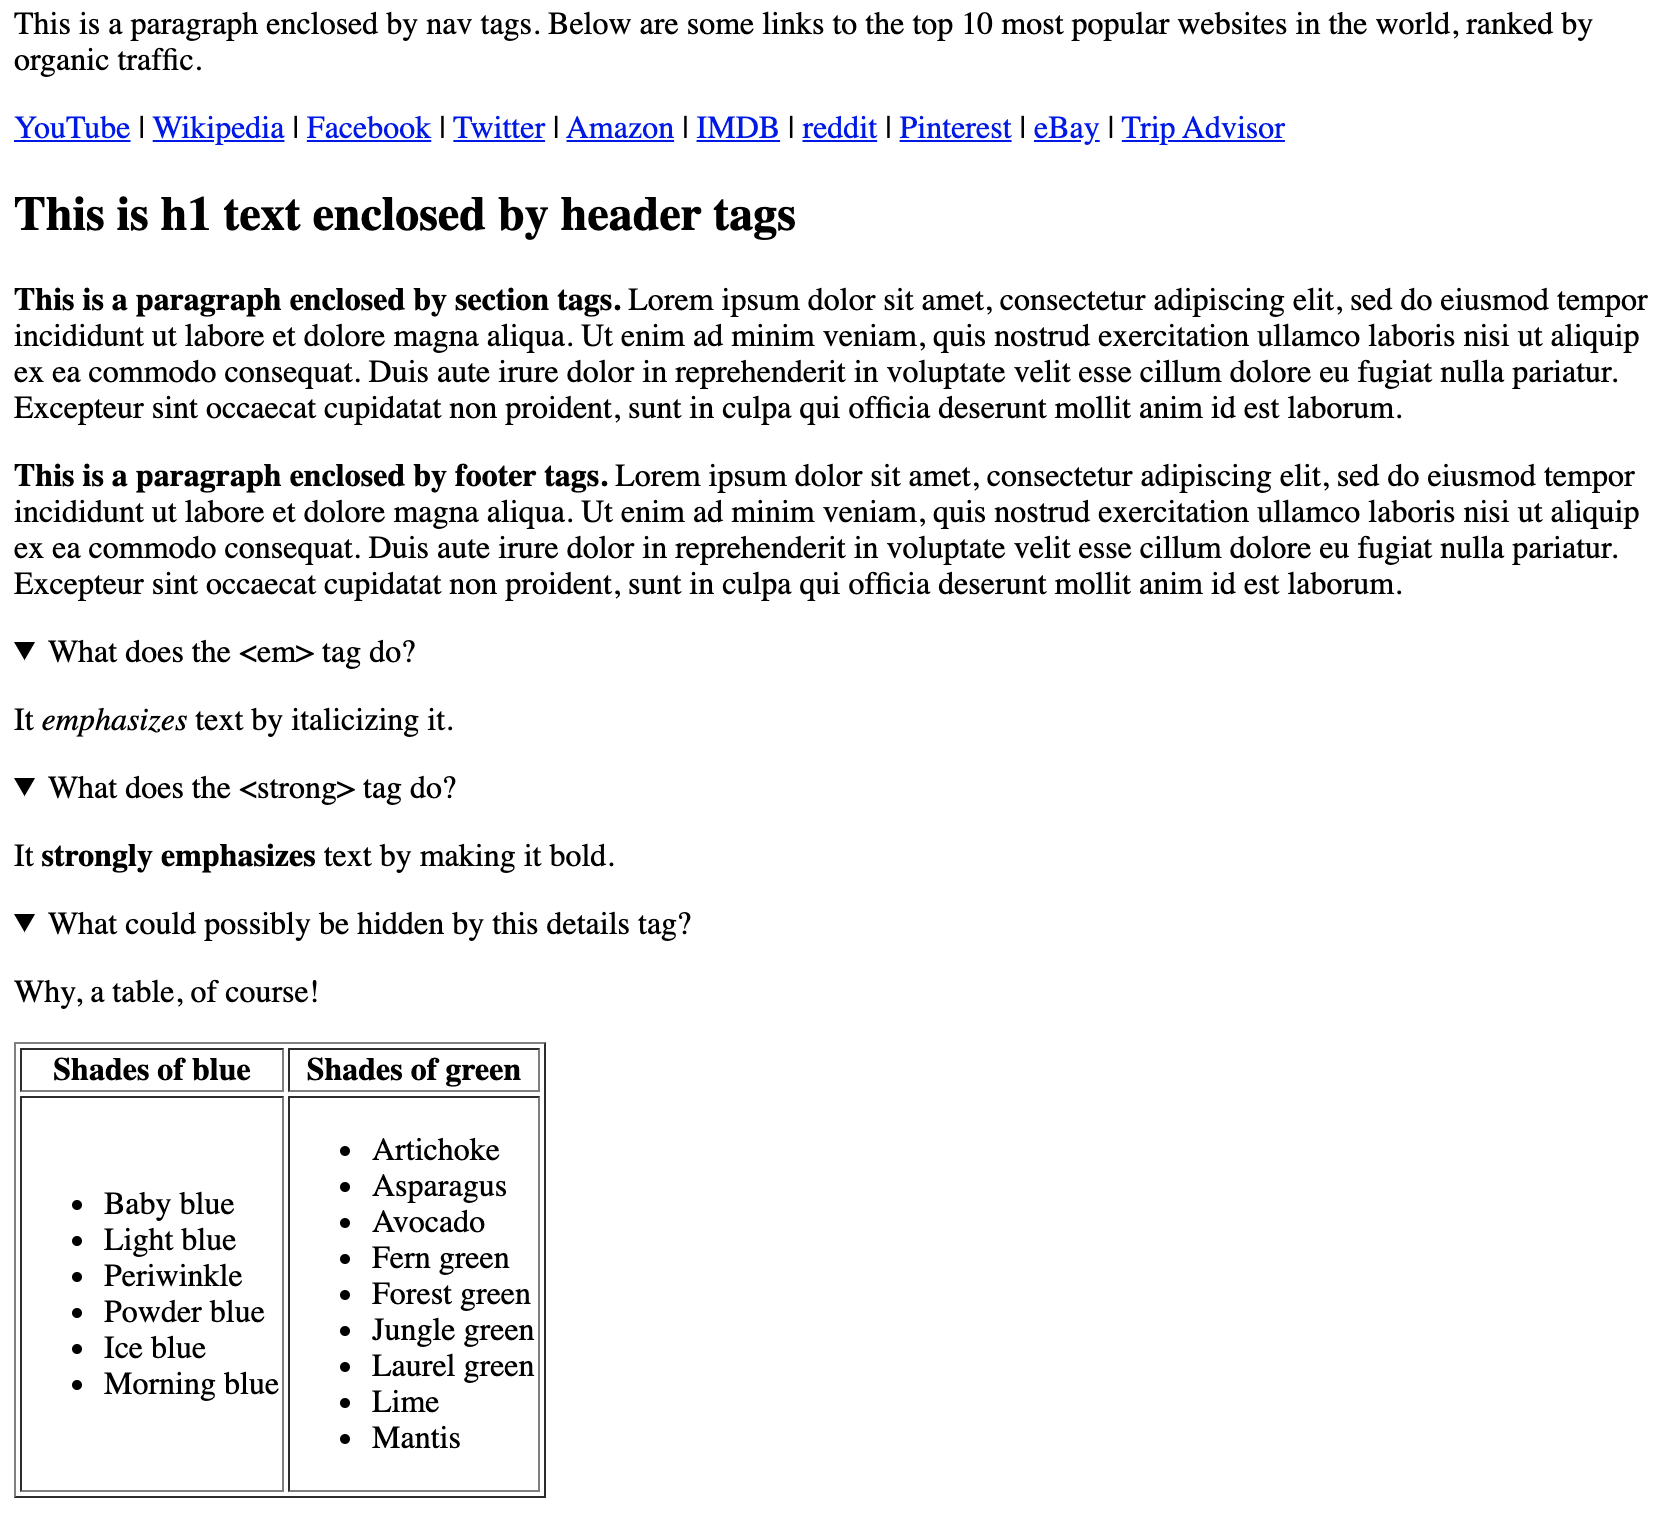 This is a paragraph enclosed by nav tags. Below are some links to the top 10 most popular websites in the world, ranked by
organic traffic.
YouTube | Wikipedia | Facebook | Twitter | Amazon | IMDB | reddit | Pinterest | eBay | Trip Advisor
This is h1 text enclosed by header tags
This is a paragraph enclosed by section tags. Lorem ipsum dolor sit amet, consectetur adipiscing elit, sed do eiusmod tempor
incididunt ut labore et dolore magna aliqua. Ut enim ad minim veniam, quis nostrud exercitation ullamco laboris nisi ut aliquip
ex ea commodo consequat. Duis aute irure dolor in reprehenderit in voluptate velit esse cillum dolore eu fugiat nulla pariatur.
Excepteur sint occaecat cupidatat non proident, sunt in culpa qui officia deserunt mollit anim id est laborum.
This is a paragraph enclosed by footer tags. Lorem ipsum dolor sit amet, consectetur adipiscing elit, sed do eiusmod tempor
incididunt ut labore et dolore magna aliqua. Ut enim ad minim veniam, quis nostrud exercitation ullamco laboris nisi ut aliquip
ex ea commodo consequat. Duis aute irure dolor in reprehenderit in voluptate velit esse cillum dolore eu fugiat nulla pariatur.
Excepteur sint occaecat cupidatat non proident, sunt in culpa qui officia deserunt mollit anim id est laborum.
▼ What does the <em> tag do?
It emphasizes text by italicizing it.
▼ What does the <strong> tag do?
It strongly emphasizes text by making it bold.
▼ What could possibly be hidden by this details tag?
Why, a table, of course!
Shades of blue
Shades of green
• Baby blue
• Light blue
• Periwinkle
• Powder blue
• Ice blue
• Morning blue
• Artichoke
• Asparagus
• Avocado
• Fern green
• Forest green
• Jungle green
• Laurel green
• Lime
• Mantis